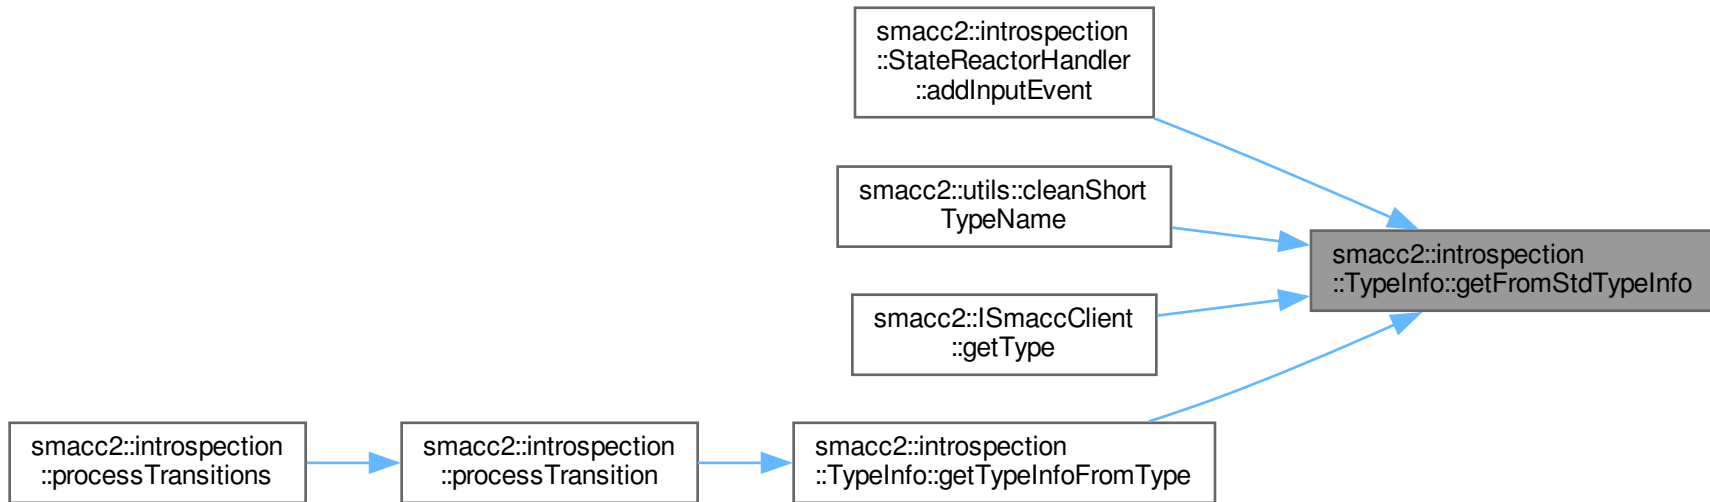 smacc2::introspection
::StateReactorHandler
::addInputEvent
smacc2::utils::cleanShort
TypeName
smacc2::introspection
::TypeInfo::getFromStdTypeInfo
smacc2::ISmaccClient
::getType
smacc2::introspection
::processTransitions
smacc2::introspection
::processTransition
smacc2::introspection
::TypeInfo::getTypeInfoFromType